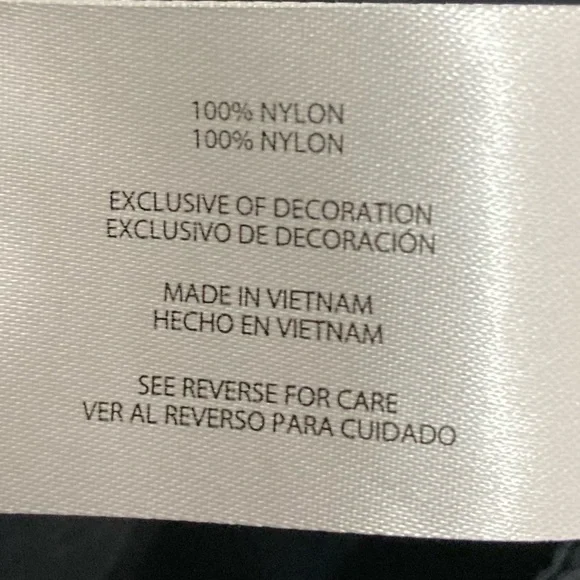 100% NYLON
100% NYLON
EXCLUSIVE OF DECORATION
EXCLUSIVO DE DECORACIÓN
MADE IN VIETNAM
HECHO EN VIETNAM
SEE REVERSE FOR CARE
VER AL REVERSO PARA CUIDADO